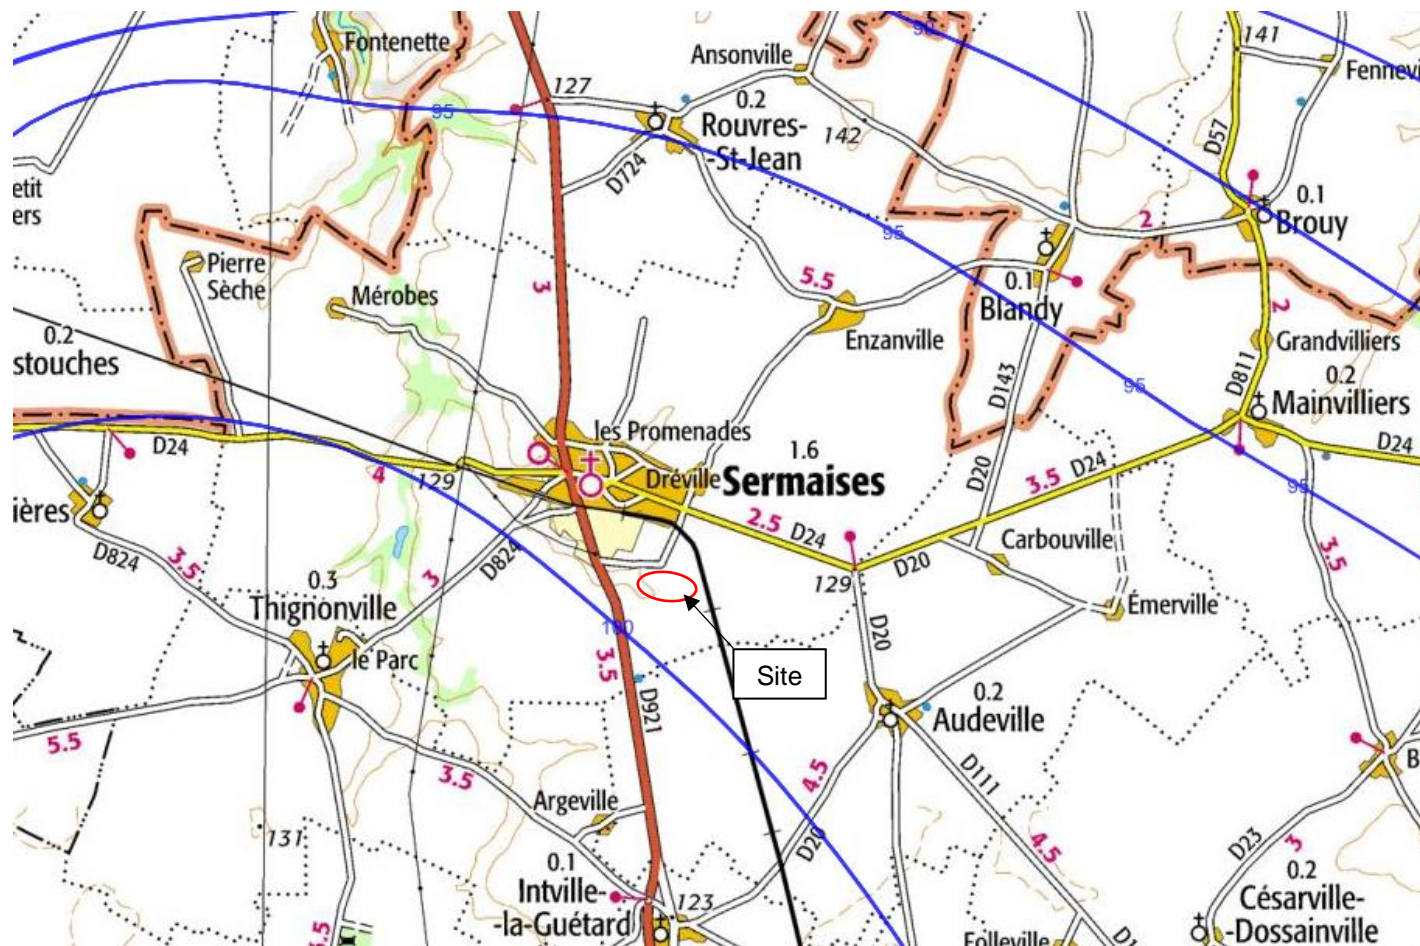 90
141
Fontenette
Ansonville
Fennevi
127
0.2
95
Rouvres-
-St-Jean
142
D57
D724
etit
ers
0.1
Brouy
2
95
Pierre
Sèche
5.5
0.1
Blandy
3
Mérobes
2
0.2
stouches
Enzanville
Grandvilliers
D143
95
D811
0.2
Mainvilliers
les Promenades
D24
D24
1.6
4
129
Dréville
Sermaises
D20
3.5
D24
95
ières
2.5
D24
Carbouville
D824
3.5
D824
3
D20
129
3.5
0.3
Thignonville
Émerville
100
D20
le Parc
3.5
Site
D921
0.2
Audeville
5.5
3.5
4.5
D111
B
Argeville
131
D20
4.5
D23
3
0.1
Intville-
-la-Guétard
123
0.2
Césarville-
-Dossainville
3.5
Folleville